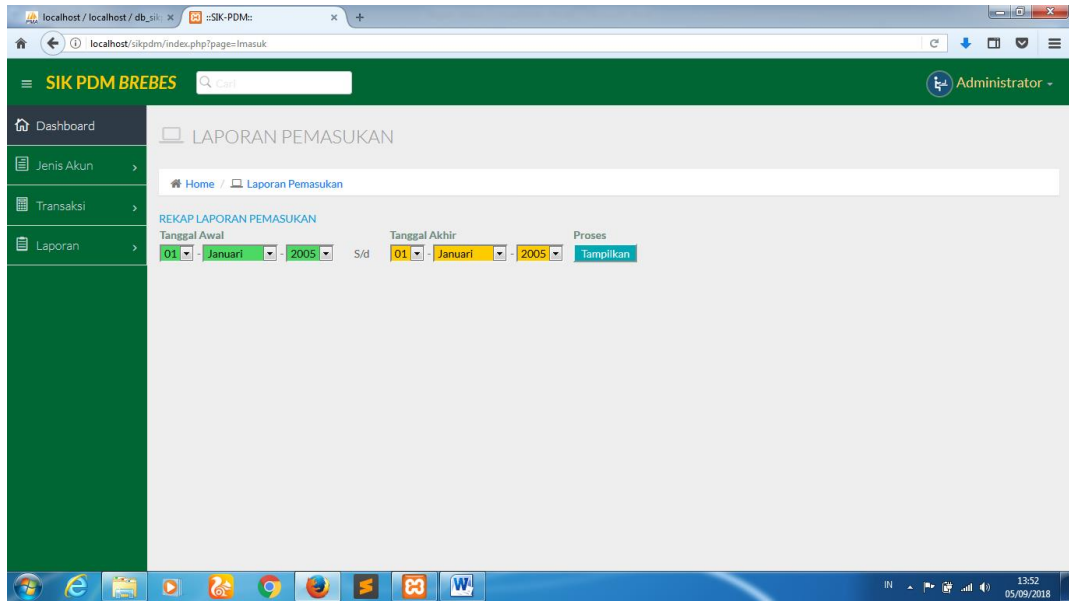 localhost / localhost / db_sik
::SIK-PDM::
localhost/sikpdm/index.php?page=lmasuk
SIK PDM BREBES
Cari
Administrator
Dashboard
LAPORAN PEMASUKAN
Jenis Akun
Home / Laporan Pemasukan
Transaksi
REKAP LAPORAN PEMASUKAN
Laporan
Tanggal Awal Tanggal Akhir Proses
01 - Januari - 2005 S/d 01 - Januari - 2005 Tampilkan
IN 13:52
05/09/2018